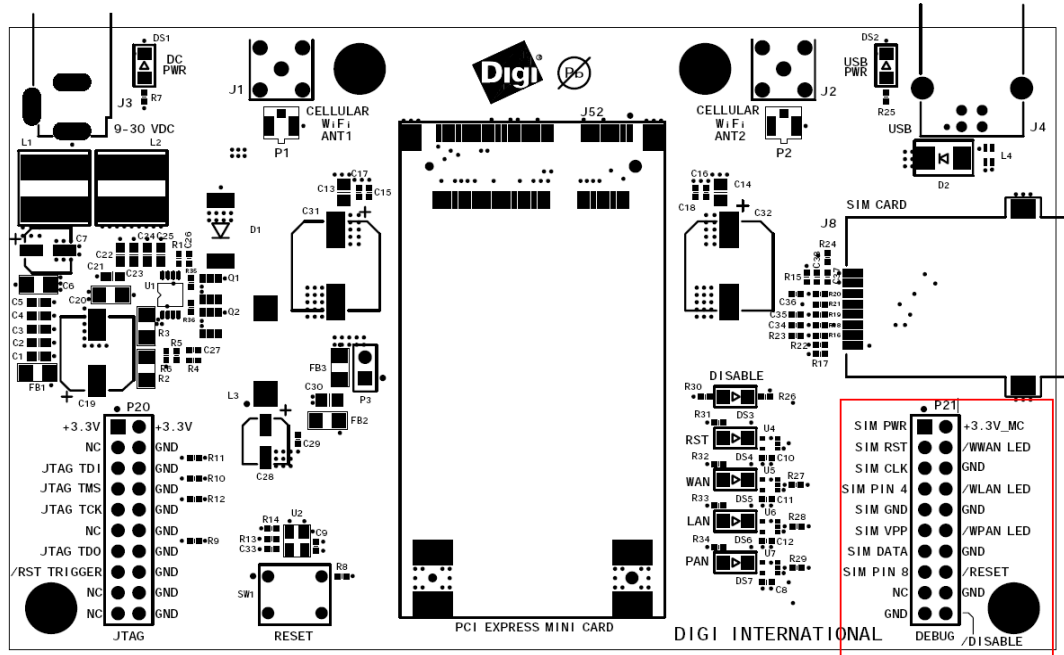 DS1
DC
PWR
R7
J3
9-30 VDC
L1
L2
J1
CELLULAR
WiFi
ANT1
P1
Digi
Pb
J52
J2
CELLULAR
WiFi
ANT2
P2
DS2
USB
PWR
R25
USB
J4
L4
D2
C17
C13
C15
C31
C16
C14
C18
C32
SIM CARD
J8
C7
C24
C25
C26
R1
C22
D1
C21
C23
C6
C20
U1
R35
Q1
R36
Q2
C5
C4
C3
C2
C1
FB1
R3
R5
C27
R6
R4
R2
C19
R24
R15
C38
C37
C36
R20
R21
C35
R19
C34
R18
R23
R16
R22
R17
FB3
P3
C30
FB2
L3
C29
C28
DISABLE
R30
R26
DS3
R31
U4
RST
DS4
C10
R32
U5
WAN
R27
DS5
C11
R33
U6
LAN
R28
DS6
C12
R34
U7
PAN
R29
DS7
C8
P20
+3.3V +3.3V
NC GND
R11
JTAG TDI GND
R10
JTAG TMS GND
R12
JTAG TCK GND
NC GND
R9
JTAG TDO GND
/RST TRIGGER GND
NC GND
NC GND
JTAG
R14
U2
R13
C9
C33
R8
SW1
RESET
PCI EXPRESS MINI CARD
DIGI INTERNATIONAL
P21
SIM PWR +3.3V_MC
SIM RST /WWAN LED
SIM CLK GND
SIM PIN 4 /WLAN LED
SIM GND GND
SIM VPP /WPAN LED
SIM DATA GND
SIM PIN 8 /RESET
NC GND
GND
DEBUG
/DISABLE